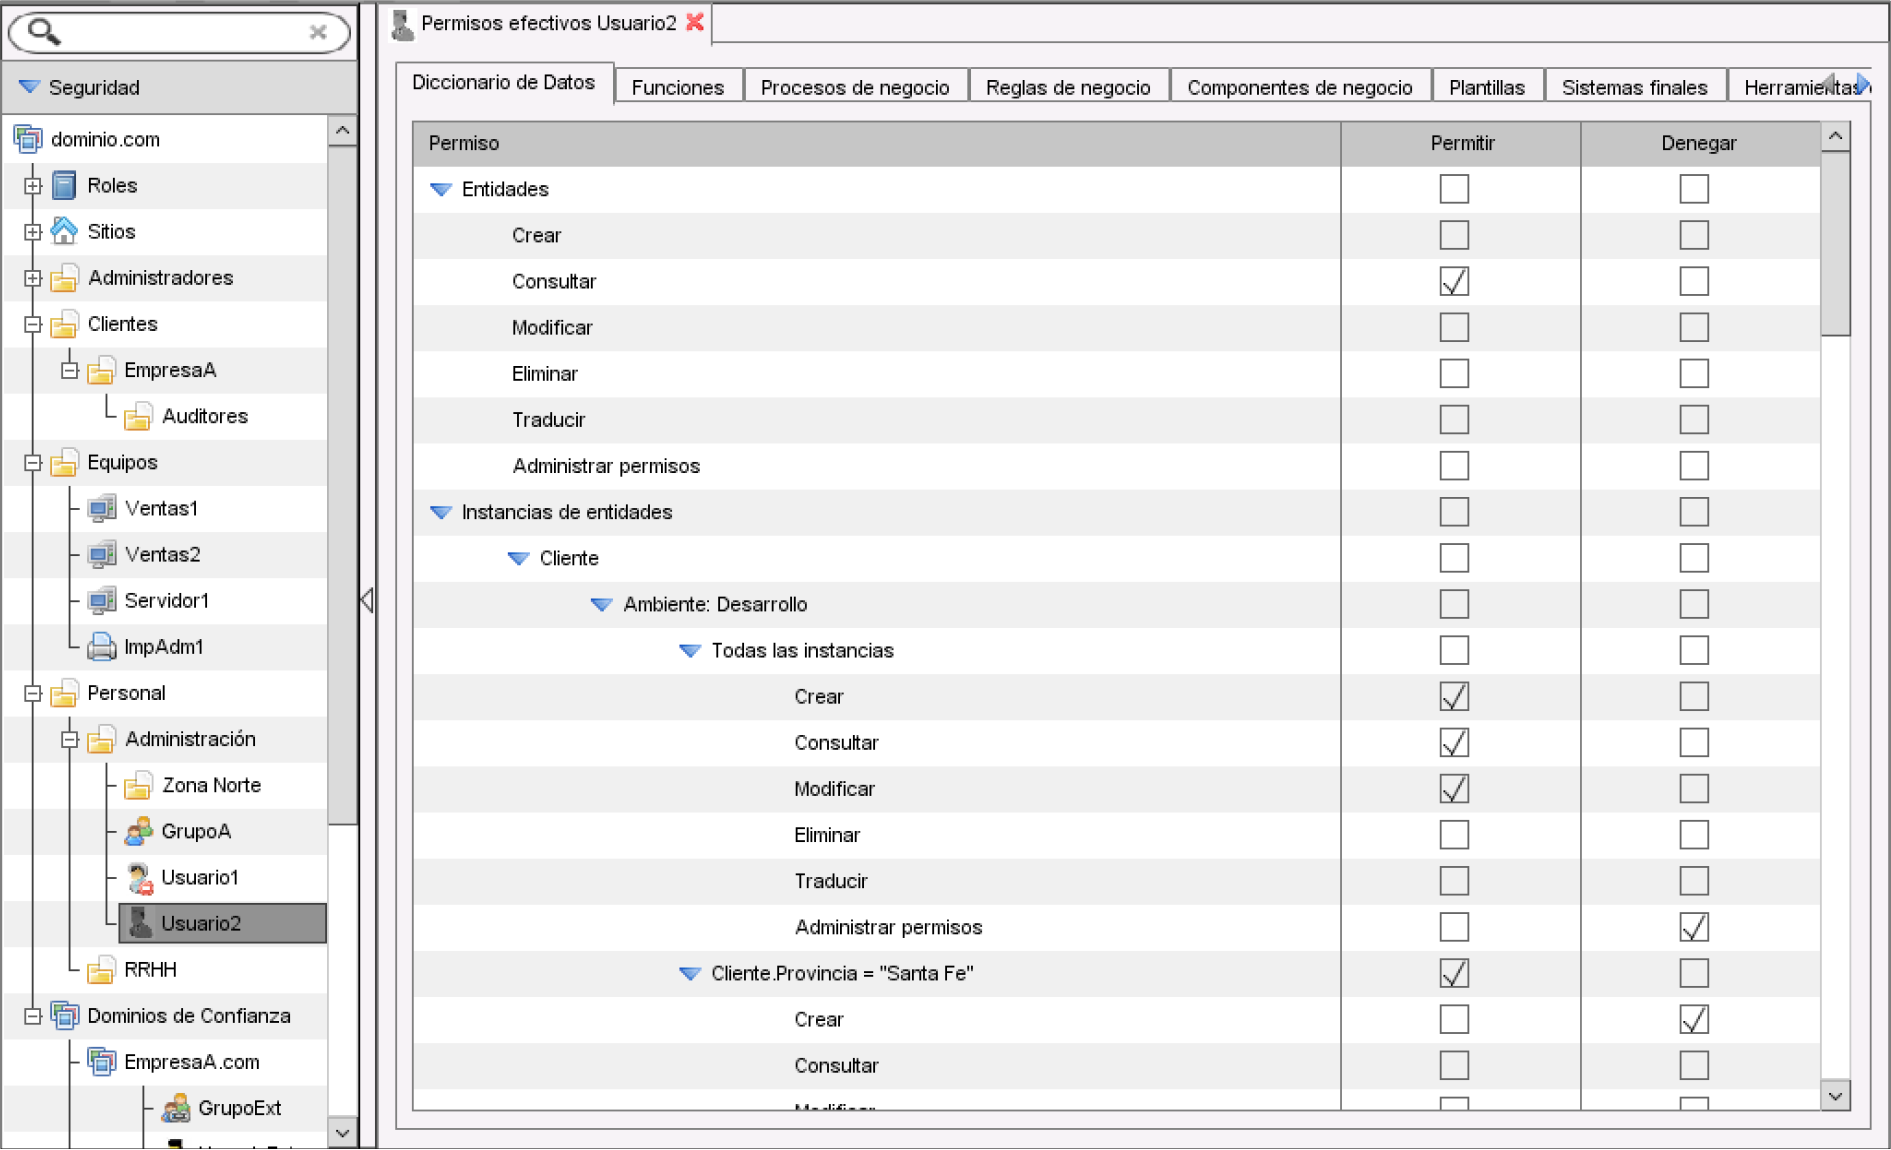 Seguridad
dominio.com
Roles
Sitios
Administradores
Clientes
EmpresaA
Auditores
Equipos
Ventas1
Ventas2
Servidor1
ImpAdm1
Personal
Administración
Zona Norte
GrupoA
Usuario1
Usuario2
RRHH
Dominios de Confianza
EmpresaA.com
GrupoExt
Permisos efectivos Usuario2
Diccionario de Datos Funciones Procesos de negocio Reglas de negocio Componentes de negocio Plantillas Sistemas finales Herramientas
Permiso Permitir Denegar
Entidades
Crear
Consultar
Modificar
Eliminar
Traducir
Administrar permisos
Instancias de entidades
Cliente
Ambiente: Desarrollo
Todas las instancias
Crear
Consultar
Modificar
Eliminar
Traducir
Administrar permisos
Cliente.Provincia = "Santa Fe"
Crear
Consultar
Modificar